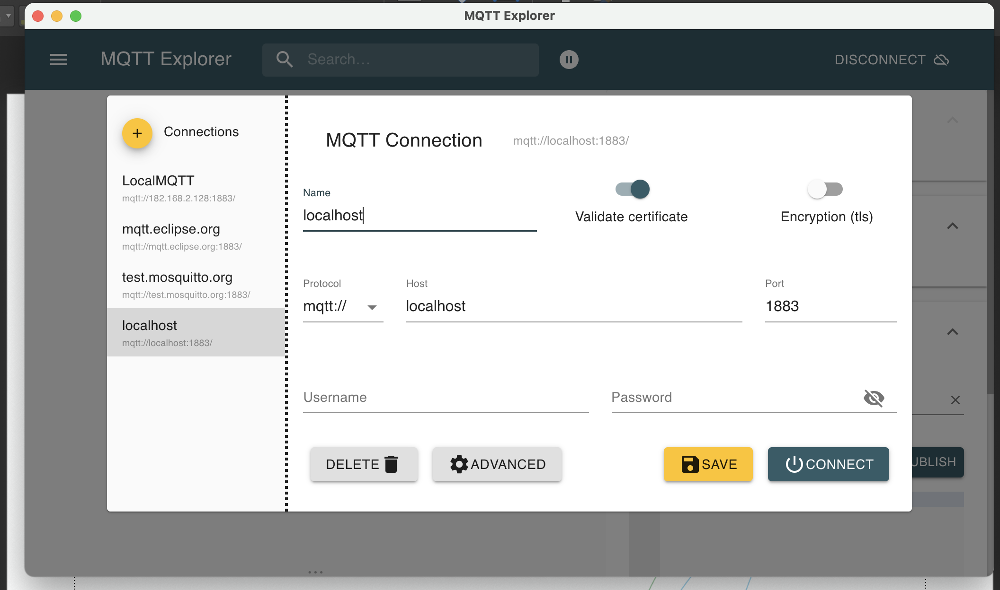 MQTT Explorer
MQTT Explorer
Search...
DISCONNECT
Connections
LocalMQTT
mqtt://182.168.2.128:1883/
mqtt.eclipse.org
mqtt://mqtt.eclipse.org:1883/
test.mosquitto.org
mqtt://test.mosquitto.org:1883/
localhost
mqtt://localhost:1883/
MQTT Connection mqtt://localhost:1883/
Name
localhost
Validate certificate
Encryption (tls)
Protocol
mqtt://
Host
localhost
Port
1883
Username
Password
DELETE
ADVANCED
SAVE
CONNECT
UBLISH